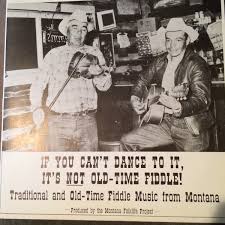 IF YOU CAN'T DANCE TO IT,
IT'S NOT OLD-TIME FIDDLE!
Traditional and Old-Time Fiddle Music from Montana
Produced by the Montana Folklife Project